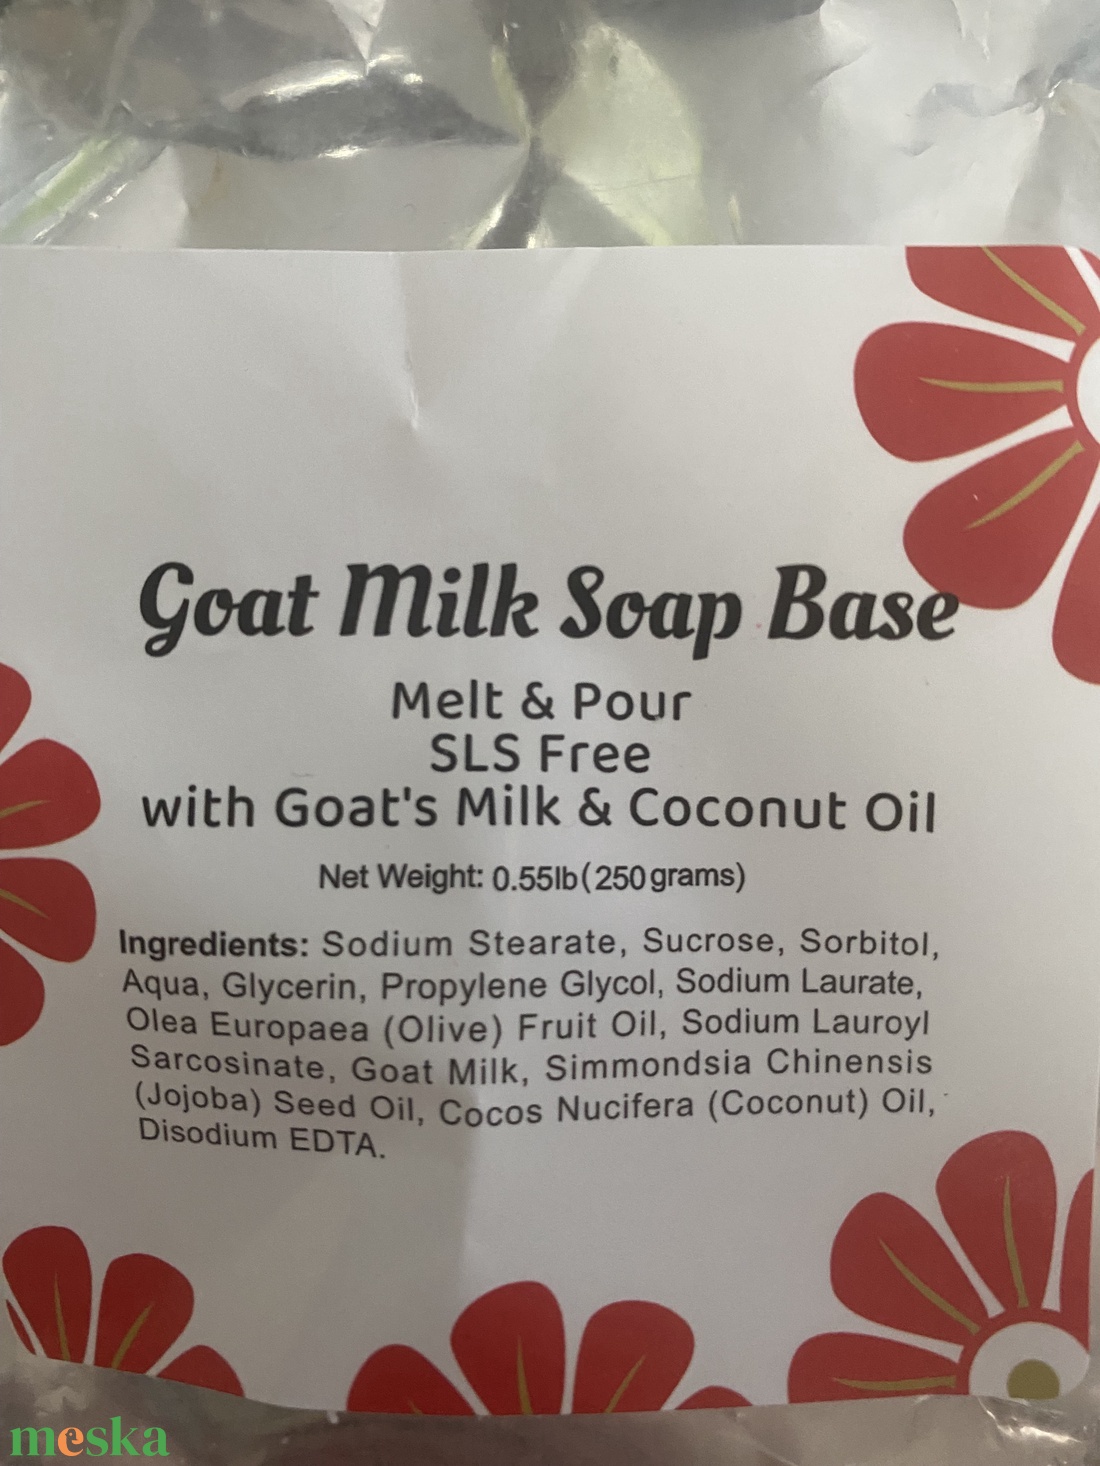 Goat Milk Soap Base
Melt & Pour
SLS Free
with Goat's Milk & Coconut Oil
Net Weight: 0.55lb(250grams)
Ingredients: Sodium Stearate, Sucrose, Sorbitol,
Aqua, Glycerin, Propylene Glycol, Sodium Laurate,
Olea Europaea (Olive) Fruit Oil, Sodium Lauroyl
Sarcosinate, Goat Milk, Simmondsia Chinensis
(Jojoba) Seed Oil, Cocos Nucifera (Coconut) Oil,
Disodium EDTA.
meska